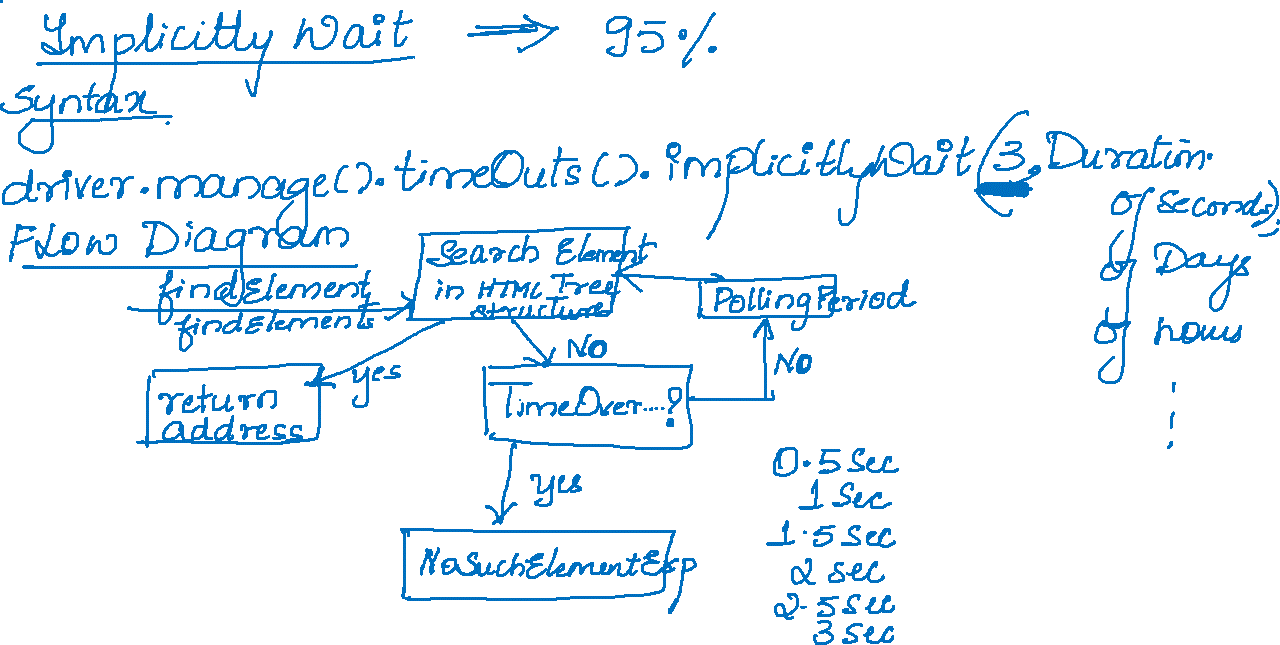 Implicitly Wait ⇒ 95%
Syntax
driver.manage().timeOuts().implicitlyWait(3,Duration.
of seconds);
of Days
of hours
Flow Diagram
findElement
findElements
Search Element
in HTML Tree
structure
Polling Period
NO
NO
yes
return
address
TimeOver....?
yes
NoSuchElementExp
0.5 Sec
1 Sec
1.5 Sec
2 sec
2.5 Sec
3 Sec